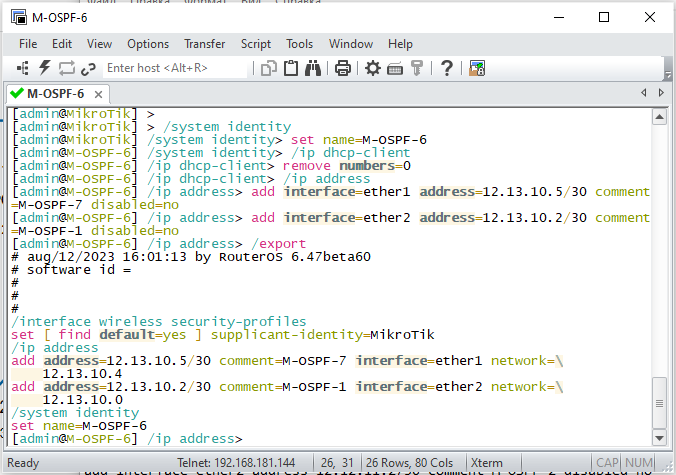 M-OSPF-6
File Edit View Options Transfer Script Tools Window Help
Enter host <Alt+R>
M-OSPF-6
[admin@MikroTik] >
[admin@MikroTik] > /system identity
[admin@MikroTik] /system identity> set name=M-OSPF-6
[admin@M-OSPF-6] /system identity> /ip dhcp-client
[admin@M-OSPF-6] /ip dhcp-client> remove numbers=0
[admin@M-OSPF-6] /ip dhcp-client> /ip address
[admin@M-OSPF-6] /ip address> add interface=ether1 address=12.13.10.5/30 comment
=M-OSPF-7 disabled=no
[admin@M-OSPF-6] /ip address> add interface=ether2 address=12.13.10.2/30 comment
=M-OSPF-1 disabled=no
[admin@M-OSPF-6] /ip address> /export
# aug/12/2023 16:01:13 by RouterOS 6.47beta60
# software id =
#
#
#
/interface wireless security-profiles
set [ find default=yes ] supplicant-identity=MikroTik
/ip address
add address=12.13.10.5/30 comment=M-OSPF-7 interface=ether1 network=\
    12.13.10.4
add address=12.13.10.2/30 comment=M-OSPF-1 interface=ether2 network=\
    12.13.10.0
/system identity
set name=M-OSPF-6
[admin@M-OSPF-6] /ip address>
Ready Telnet: 192.168.181.144 26, 31 26 Rows, 80 Cols Xterm CAP NUM